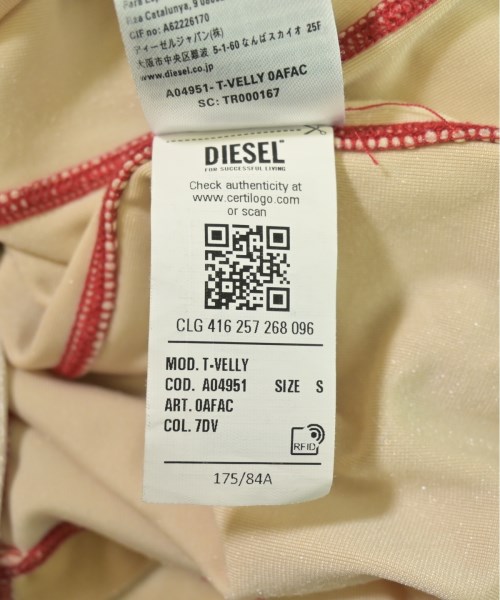 Rxa Catalunya, 9
CIF no: A62226170
ディーゼルジャパン(株)
大阪市中央区難波 5-1-60 なんばスカイオ 25F
www.diesel.co.jp
A04951- T-VELLY 0AFAC
SC: TR000167
DIESEL
FOR SUCCESSFUL LIVING
Check authenticity at
www.certilogo.com
or scan
CLG 416 257 268 096
MOD. T-VELLY
COD. A04951 SIZE S
ART. 0AFAC
COL. 7DV
RFID
175/84A